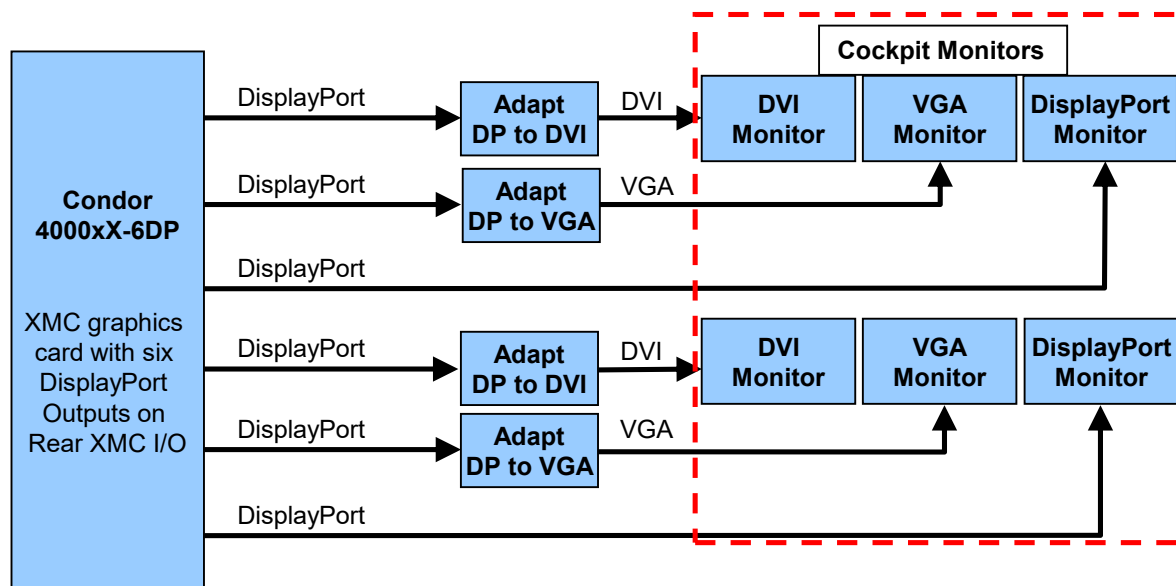 Cockpit Monitors
DisplayPort
Adapt
DP to DVI
DVI
DVI
Monitor
VGA
Monitor
DisplayPort
Monitor
DisplayPort
Adapt
DP to VGA
VGA
Condor
4000xX-6DP
DisplayPort
XMC graphics
card with six
DisplayPort
Outputs on
Rear XMC I/O
DisplayPort
Adapt
DP to DVI
DVI
DVI
Monitor
VGA
Monitor
DisplayPort
Monitor
DisplayPort
Adapt
DP to VGA
VGA
DisplayPort